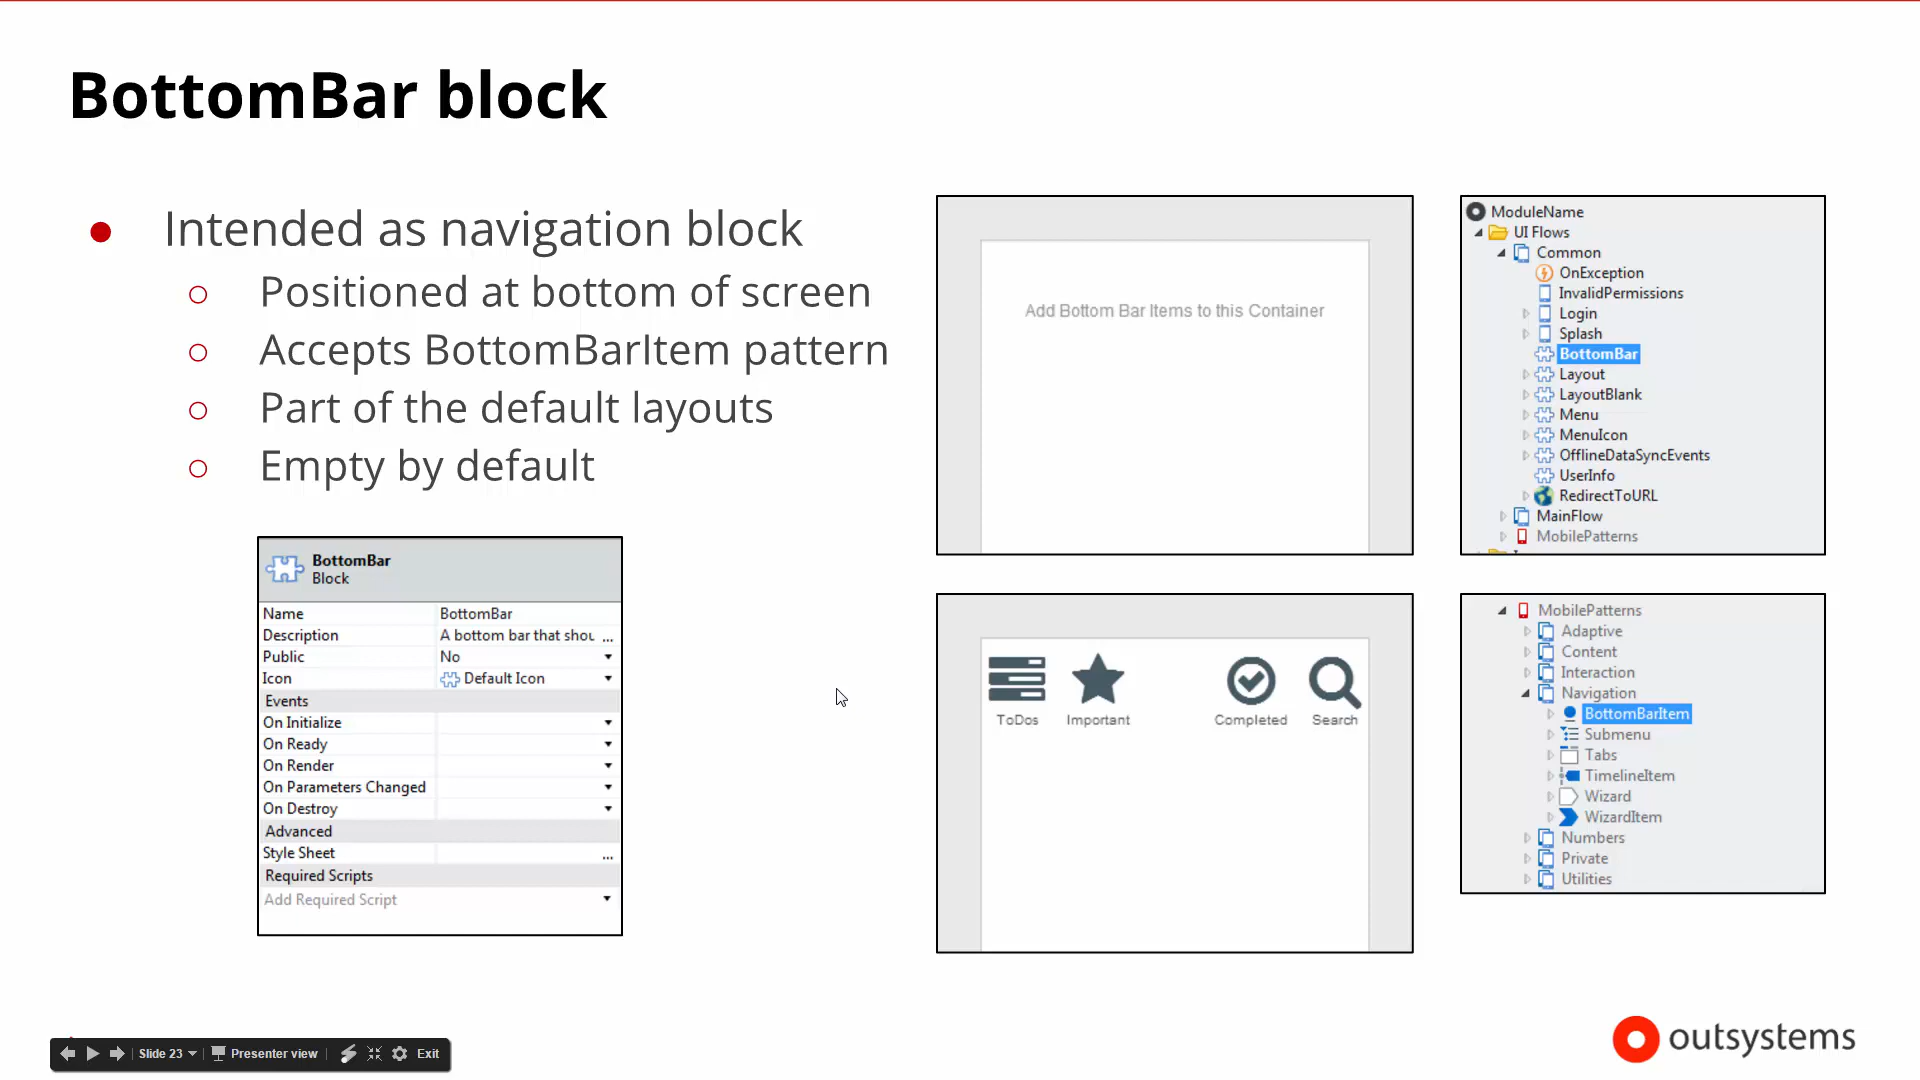 BottomBar block
Intended as navigation block
Positioned at bottom of screen
Accepts BottomBarItem pattern
Part of the default layouts
Empty by default
BottomBar
Block
Name BottomBar
Description A bottom bar that shou ...
Public No
Icon Default Icon
Events
On Initialize
On Ready
On Render
On Parameters Changed
On Destroy
Advanced
Style Sheet ...
Required Scripts
Add Required Script
Add Bottom Bar Items to this Container
ModuleName
UI Flows
Common
OnException
InvalidPermissions
Login
Splash
BottomBar
Layout
LayoutBlank
Menu
MenuIcon
OfflineDataSyncEvents
UserInfo
RedirectToURL
MainFlow
MobilePatterns
ToDos Important Completed Search
MobilePatterns
Adaptive
Content
Interaction
Navigation
BottomBarItem
Submenu
Tabs
TimelineItem
Wizard
WizardItem
Numbers
Private
Utilities
Slide 23 Presenter view Exit
outsystems